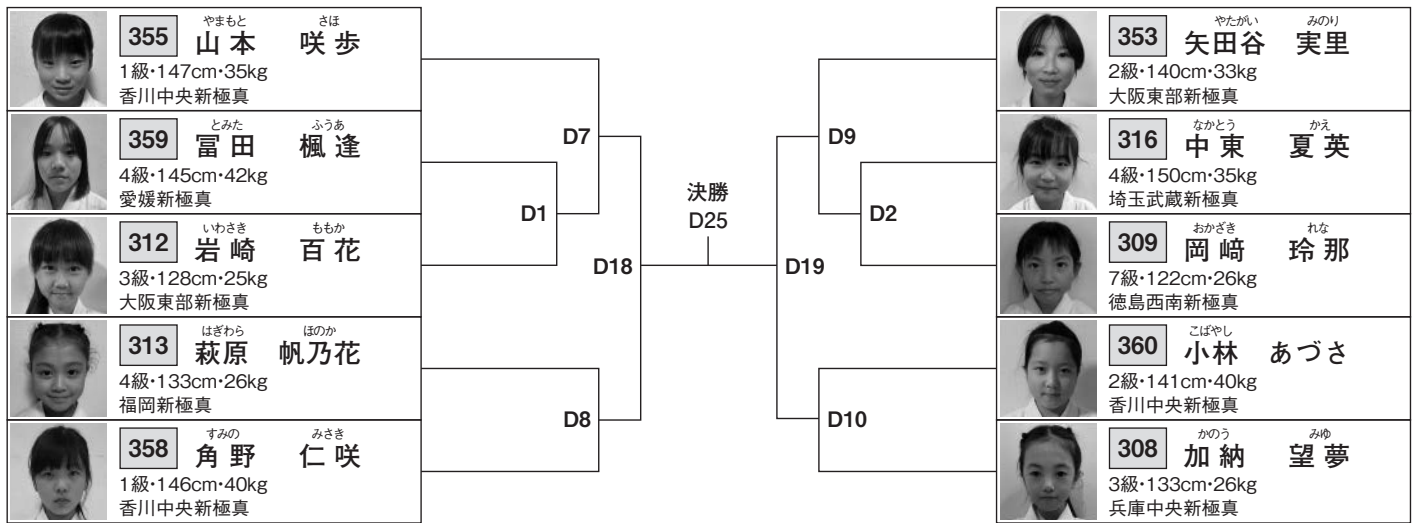 やまもと さほ
355 山本 咲歩
1級・147cm・35kg
香川中央新極真
とみた ふうあ
359 冨田 楓逢
4級・145cm・42kg
愛媛新極真
いわさき ももか
312 岩崎 百花
3級・128cm・25kg
大阪東部新極真
はぎわら ほのか
313 萩原 帆乃花
4級・133cm・26kg
福岡新極真
すみの みさき
358 角野 仁咲
1級・146cm・40kg
香川中央新極真
D7
D1
D18
D8
決勝
D25
D9
D2
D19
D10
やたがい みのり
353 矢田谷 実里
2級・140cm・33kg
大阪東部新極真
なかとう かえ
316 中東 夏英
4級・150cm・35kg
埼玉武蔵新極真
おかざき れな
309 岡﨑 玲那
7級・122cm・26kg
徳島西南新極真
こばやし
360 小林 あづさ
2級・141cm・40kg
香川中央新極真
かのう みゆ
308 加納 望夢
3級・133cm・26kg
兵庫中央新極真